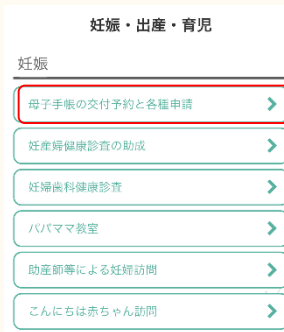 妊娠・出産・育児
妊娠
母子手帳の交付予約と各種申請
妊産婦健康診査の助成
妊婦歯科健康診査
パパママ教室
助産師等による妊婦訪問
こんにちは赤ちゃん訪問